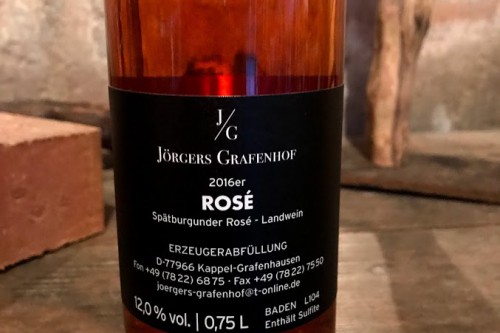 J/G
JÖRGERS GRAFENHOF
2016er
ROSÉ
Spätburgunder Rosé - Landwein
ERZEUGERABFÜLLUNG
D-77966 Kappel-Grafenhausen
Fon +49 (78 22) 68 75 · Fax +49 (78 22) 75 50
joergers-grafenhof@t-online.de
12,0 % vol. | 0,75 L
BADEN L104
Enthält Sulfite